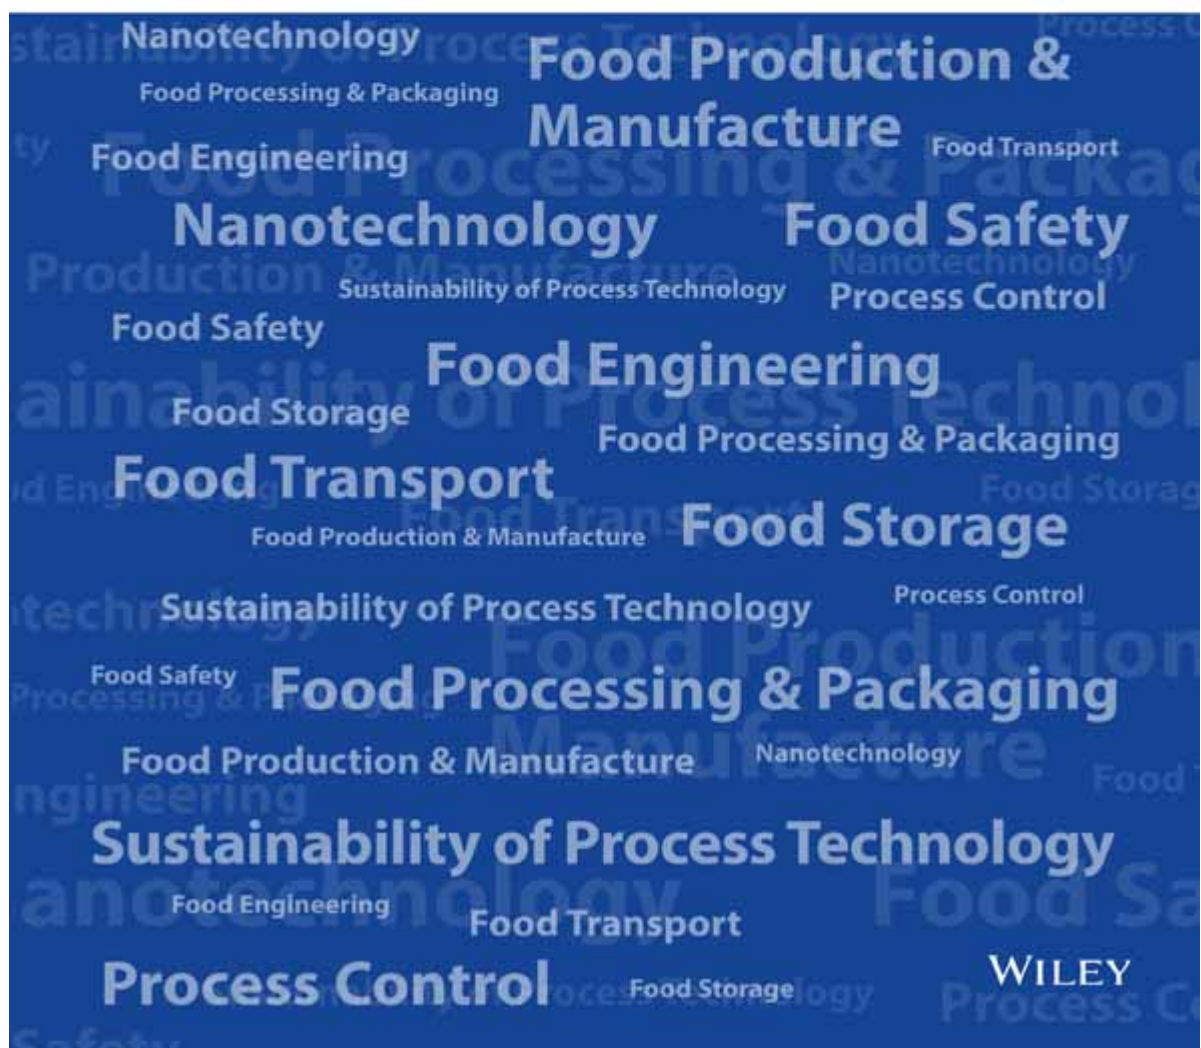 Nanotechnology
Food Production &
Manufacture
Food Processing & Packaging
Food Transport
Food Engineering
Nanotechnology
Food Safety
Sustainability of Process Technology
Process Control
Food Safety
Food Engineering
Food Storage
Food Processing & Packaging
Food Transport
Food Storage
Food Production & Manufacture
Sustainability of Process Technology
Process Control
Food Safety
Food Processing & Packaging
Food Production & Manufacture
Nanotechnology
Sustainability of Process Technology
Food Engineering
Food Transport
WILEY
Process Control
Food Storage